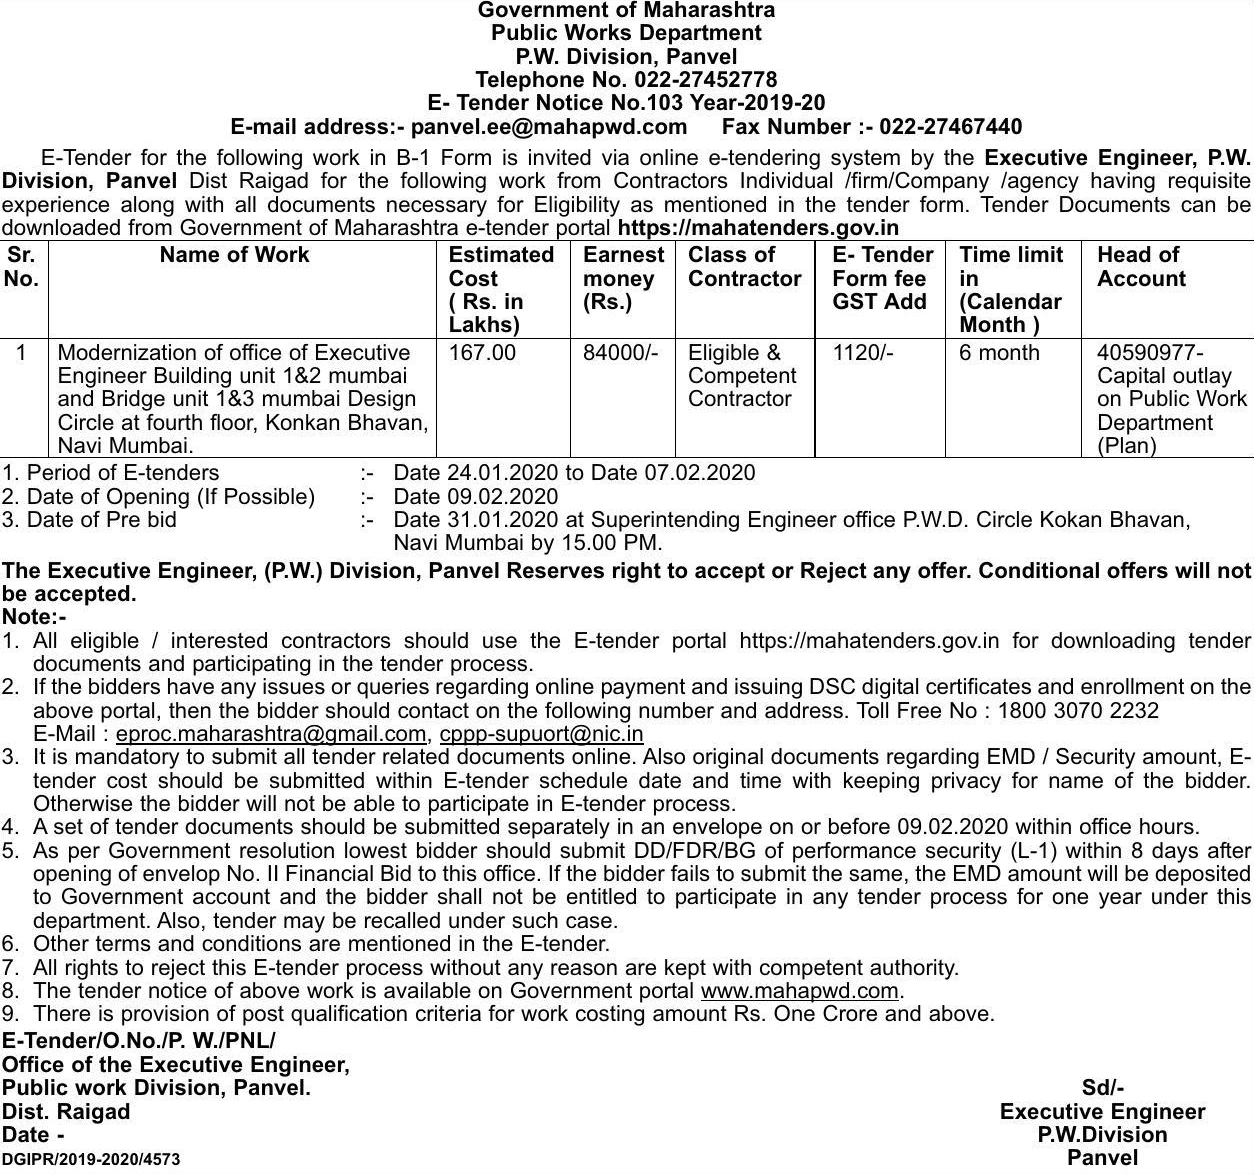 Government of Maharashtra
Public Works Department
P.W. Division, Panvel
Telephone No. 022-27452778
E- Tender Notice No.103 Year-2019-20
E-mail address:- panvel.ee@mahapwd.com Fax Number :- 022-27467440
E-Tender for the following work in B-1 Form is invited via online e-tendering system by the Executive Engineer, P.W.
Division, Panvel Dist Raigad for the following work from Contractors Individual /firm/Company /agency having requisite
experience along with all documents necessary for Eligibility as mentioned in the tender form. Tender Documents can be
downloaded from Government of Maharashtra e-tender portal https://mahatenders.gov.in
Sr. Name of Work Estimated Earnest Class of E- Tender Time limit Head of
No. Cost money Contractor Form fee in Account
( Rs. in (Rs.) GST Add (Calendar
Lakhs) Month )
1 Modernization of office of Executive 167.00 84000/- Eligible & 1120/- 6 month 40590977-
Engineer Building unit 1&2 mumbai Competent Capital outlay
and Bridge unit 1&3 mumbai Design Contractor on Public Work
Circle at fourth floor, Konkan Bhavan, Department
Navi Mumbai. (Plan)
1. Period of E-tenders :- Date 24.01.2020 to Date 07.02.2020
2. Date of Opening (If Possible) :- Date 09.02.2020
3. Date of Pre bid :- Date 31.01.2020 at Superintending Engineer office P.W.D. Circle Kokan Bhavan,
Navi Mumbai by 15.00 PM.
The Executive Engineer, (P.W.) Division, Panvel Reserves right to accept or Reject any offer. Conditional offers will not
be accepted.
Note:-
1. All eligible / interested contractors should use the E-tender portal https://mahatenders.gov.in for downloading tender
documents and participating in the tender process.
2. If the bidders have any issues or queries regarding online payment and issuing DSC digital certificates and enrollment on the
above portal, then the bidder should contact on the following number and address. Toll Free No : 1800 3070 2232
E-Mail : eproc.maharashtra@gmail.com, cppp-supuort@nic.in
3. It is mandatory to submit all tender related documents online. Also original documents regarding EMD / Security amount, E-
tender cost should be submitted within E-tender schedule date and time with keeping privacy for name of the bidder.
Otherwise the bidder will not be able to participate in E-tender process.
4. A set of tender documents should be submitted separately in an envelope on or before 09.02.2020 within office hours.
5. As per Government resolution lowest bidder should submit DD/FDR/BG of performance security (L-1) within 8 days after
opening of envelop No. II Financial Bid to this office. If the bidder fails to submit the same, the EMD amount will be deposited
to Government account and the bidder shall not be entitled to participate in any tender process for one year under this
department. Also, tender may be recalled under such case.
6. Other terms and conditions are mentioned in the E-tender.
7. All rights to reject this E-tender process without any reason are kept with competent authority.
8. The tender notice of above work is available on Government portal www.mahapwd.com.
9. There is provision of post qualification criteria for work costing amount Rs. One Crore and above.
E-Tender/O.No./P. W./PNL/
Office of the Executive Engineer,
Public work Division, Panvel. Sd/-
Dist. Raigad Executive Engineer
Date - P.W.Division
DGIPR/2019-2020/4573 Panvel